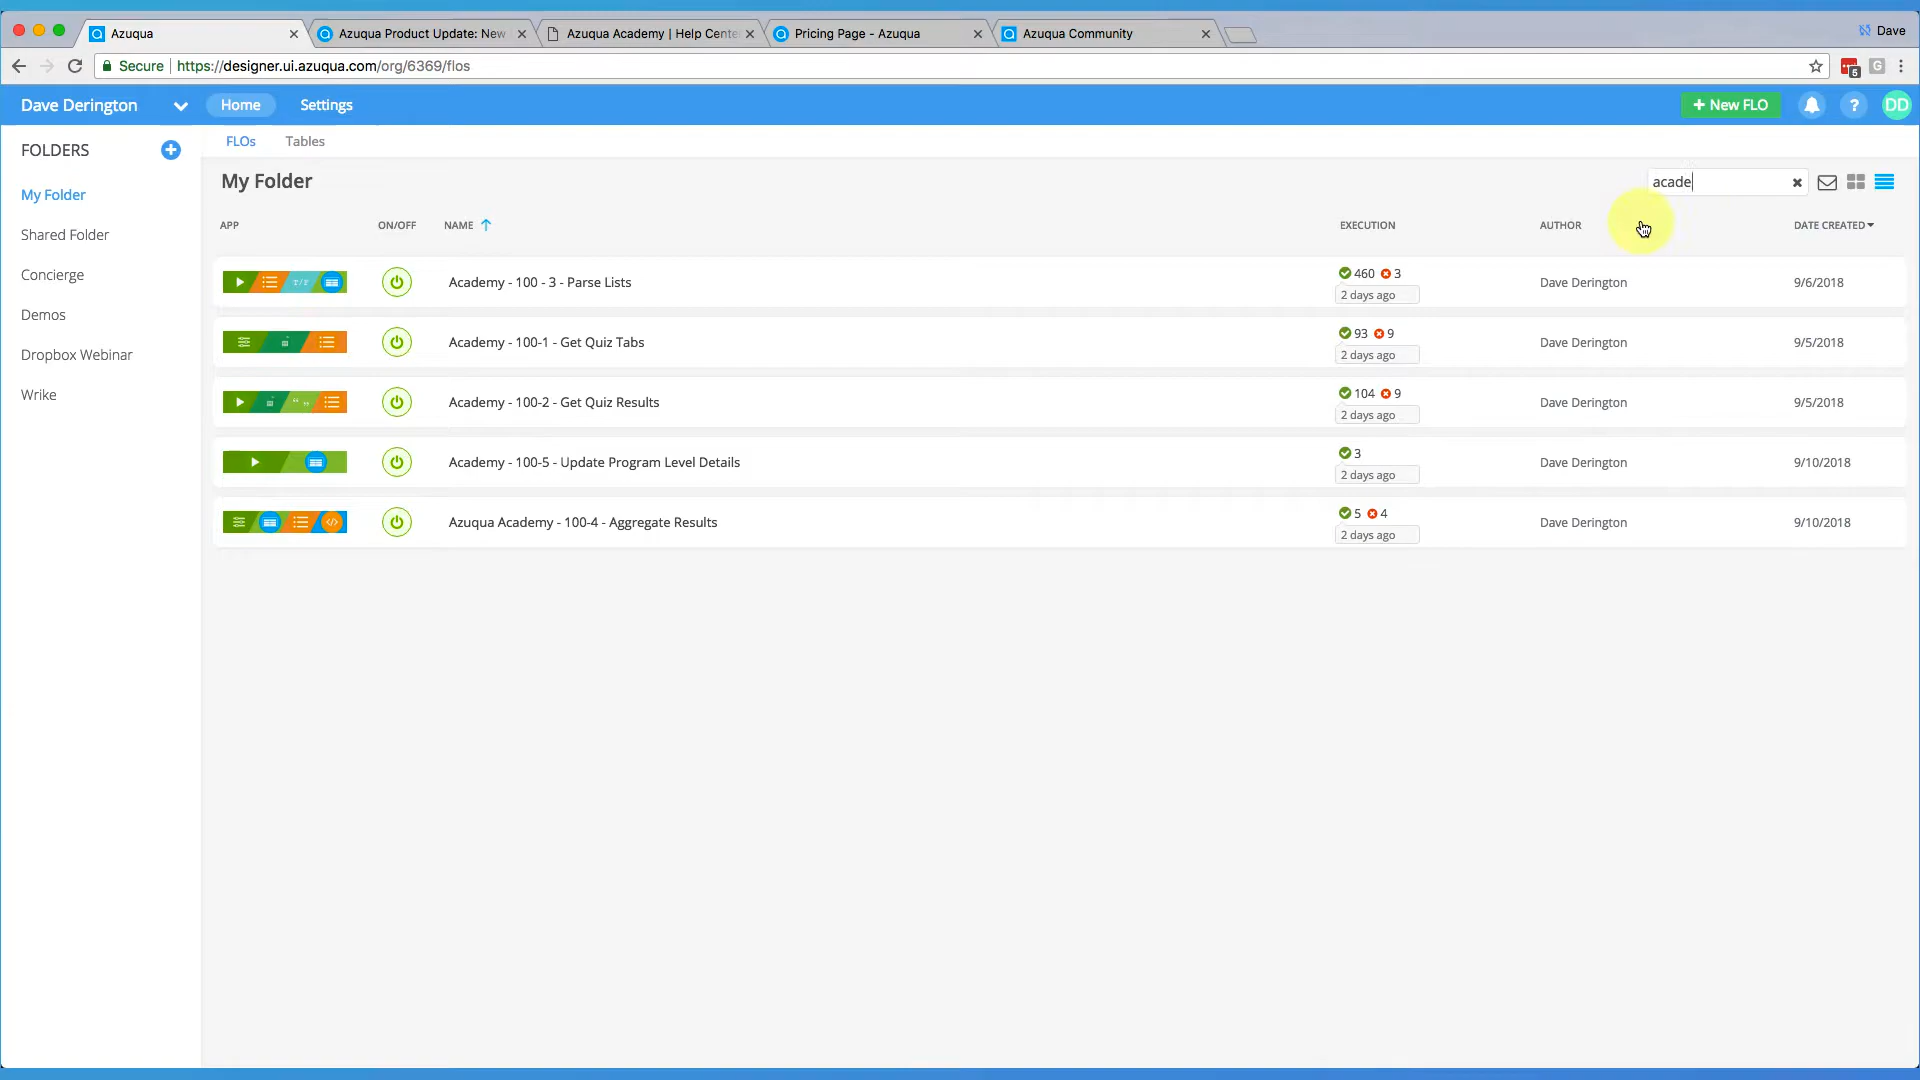 Azuqua
Azuqua Product Update: New
Azuqua Academy | Help Cente
Pricing Page - Azuqua
Azuqua Community
Dave
Secure
https://designer.ui.azuqua.com/org/6369/flos
5
G
Dave Derington
Home
Settings
+ New FLO
?
DD
FOLDERS
FLOs
Tables
My Folder
Shared Folder
Concierge
Demos
Dropbox Webinar
Wrike
My Folder
acade
APP
ON/OFF
NAME
EXECUTION
AUTHOR
DATE CREATED
T/F
Academy - 100 - 3 - Parse Lists
460 3
2 days ago
Dave Derington
9/6/2018
Academy - 100-1 - Get Quiz Tabs
93 9
2 days ago
Dave Derington
9/5/2018
Academy - 100-2 - Get Quiz Results
104 9
2 days ago
Dave Derington
9/5/2018
Academy - 100-5 - Update Program Level Details
3
2 days ago
Dave Derington
9/10/2018
Azuqua Academy - 100-4 - Aggregate Results
5 4
2 days ago
Dave Derington
9/10/2018